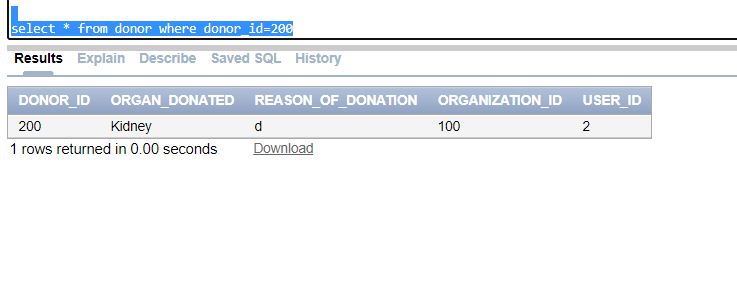 select * from donor where donor_id=200
Results Explain Describe Saved SQL History
DONOR_ID ORGAN_DONATED REASON_OF_DONATION ORGANIZATION_ID USER_ID
200 Kidney d 100 2
1 rows returned in 0.00 seconds Download